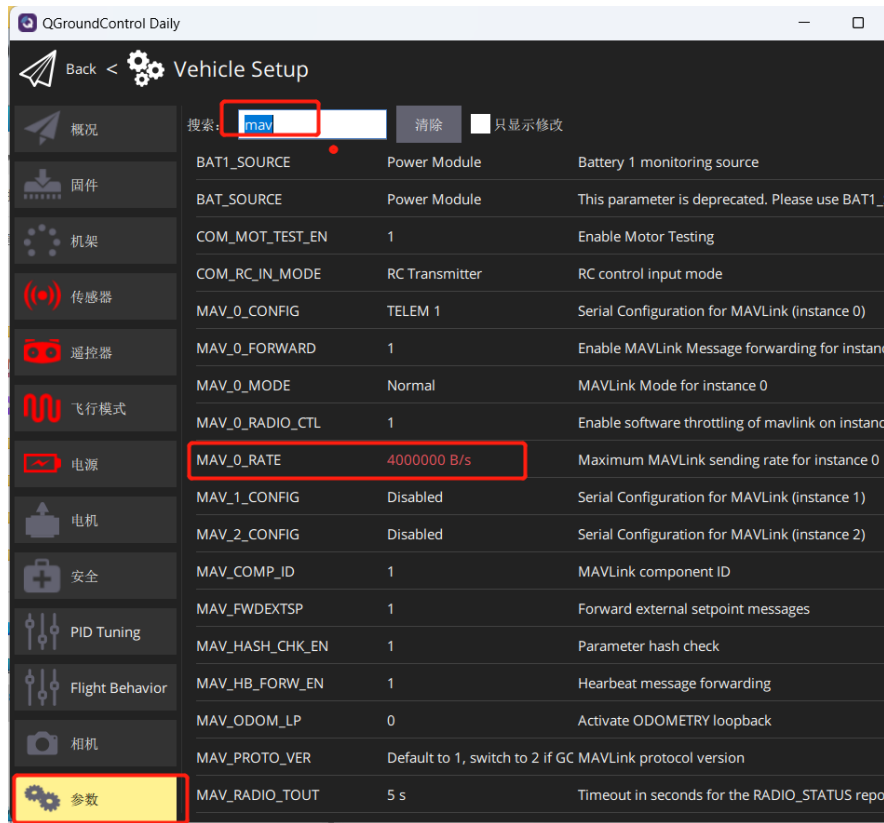 QGroundControl Daily
Back < Vehicle Setup
搜索: mav 清除 只显示修改
概况
固件
机架
传感器
遥控器
飞行模式
电源
电机
安全
PID Tuning
Flight Behavior
相机
参数
BAT1_SOURCE Power Module Battery 1 monitoring source
BAT_SOURCE Power Module This parameter is deprecated. Please use BAT1_
COM_MOT_TEST_EN 1 Enable Motor Testing
COM_RC_IN_MODE RC Transmitter RC control input mode
MAV_0_CONFIG TELEM 1 Serial Configuration for MAVLink (instance 0)
MAV_0_FORWARD 1 Enable MAVLink Message forwarding for instanc
MAV_0_MODE Normal MAVLink Mode for instance 0
MAV_0_RADIO_CTL 1 Enable software throttling of mavlink on instanc
MAV_0_RATE 4000000 B/s Maximum MAVLink sending rate for instance 0
MAV_1_CONFIG Disabled Serial Configuration for MAVLink (instance 1)
MAV_2_CONFIG Disabled Serial Configuration for MAVLink (instance 2)
MAV_COMP_ID 1 MAVLink component ID
MAV_FWDEXTSP 1 Forward external setpoint messages
MAV_HASH_CHK_EN 1 Parameter hash check
MAV_HB_FORW_EN 1 Hearbeat message forwarding
MAV_ODOM_LP 0 Activate ODOMETRY loopback
MAV_PROTO_VER Default to 1, switch to 2 if GC MAVLink protocol version
MAV_RADIO_TOUT 5 s Timeout in seconds for the RADIO_STATUS repo